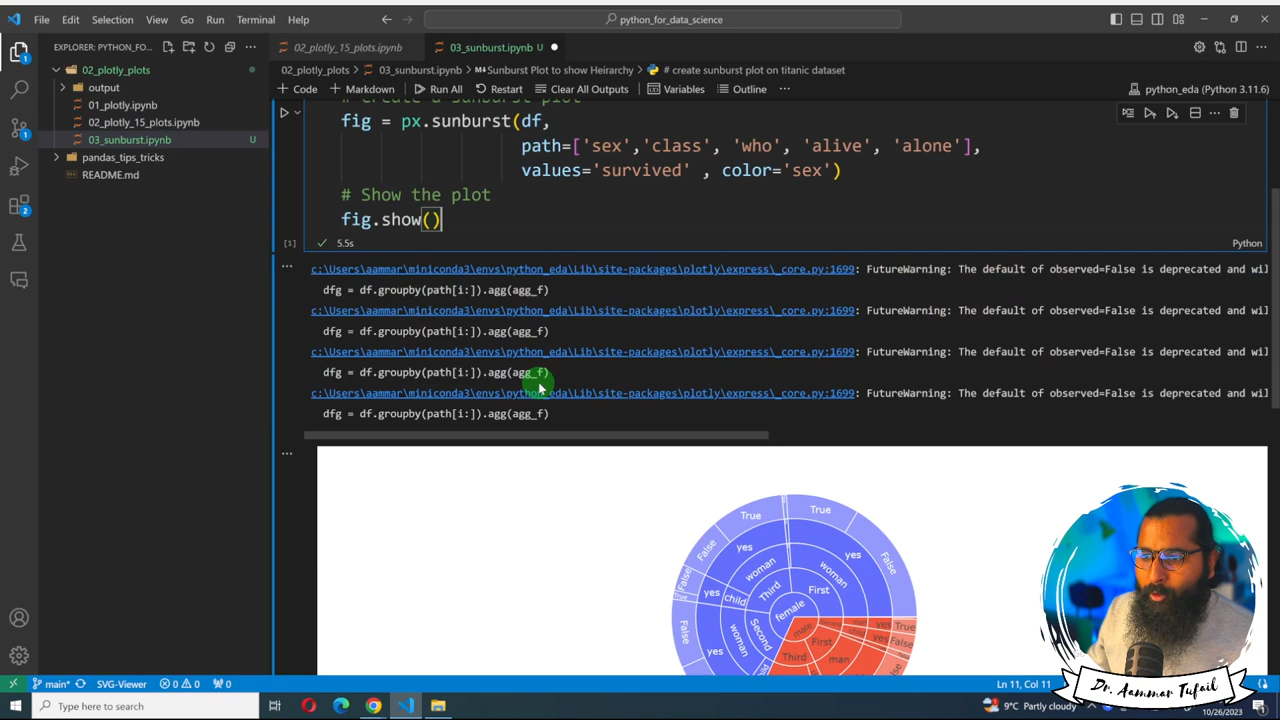 File Edit Selection View Go Run Terminal Help
python_for_data_science
EXPLORER: PYTHON_FO...
02_plotly_15_plots.ipynb
03_sunburst.ipynb U
02_plotly_plots
output
01_plotly.ipynb
02_plotly_15_plots.ipynb
03_sunburst.ipynb U
pandas_tips_tricks
README.md
02_plotly_plots > 03_sunburst.ipynb > Sunburst Plot to show Heirarchy > # create sunburst plot on titanic dataset
+ Code + Markdown Run All Restart Clear All Outputs Variables Outline ...
python_eda (Python 3.11.6)
# Create a sunburst plot
fig = px.sunburst(df,
path=['sex','class', 'who', 'alive', 'alone'],
values='survived' , color='sex')
# Show the plot
fig.show()
[1] 5.5s
Python
c:\Users\aammar\miniconda3\envs\python_eda\Lib\site-packages\plotly\express\_core.py:1699: FutureWarning: The default of observed=False is deprecated and wil
dfg = df.groupby(path[i:]).agg(agg_f)
c:\Users\aammar\miniconda3\envs\python_eda\Lib\site-packages\plotly\express\_core.py:1699: FutureWarning: The default of observed=False is deprecated and wil
dfg = df.groupby(path[i:]).agg(agg_f)
c:\Users\aammar\miniconda3\envs\python_eda\Lib\site-packages\plotly\express\_core.py:1699: FutureWarning: The default of observed=False is deprecated and wil
dfg = df.groupby(path[i:]).agg(agg_f)
c:\Users\aammar\miniconda3\envs\python_eda\Lib\site-packages\plotly\express\_core.py:1699: FutureWarning: The default of observed=False is deprecated and wil
dfg = df.groupby(path[i:]).agg(agg_f)
True
True
False
yes
yes
False
woman
woman
False
Third
First
yes
child
True
female
False
Second
woman
yes
male
First
yes True
yes False
Third
man
Dr. Aammar Tufail
main*
SVG-Viewer
0 0
0
Ln 11, Col 11
Type here to search
9°C Partly cloudy
10/26/2023